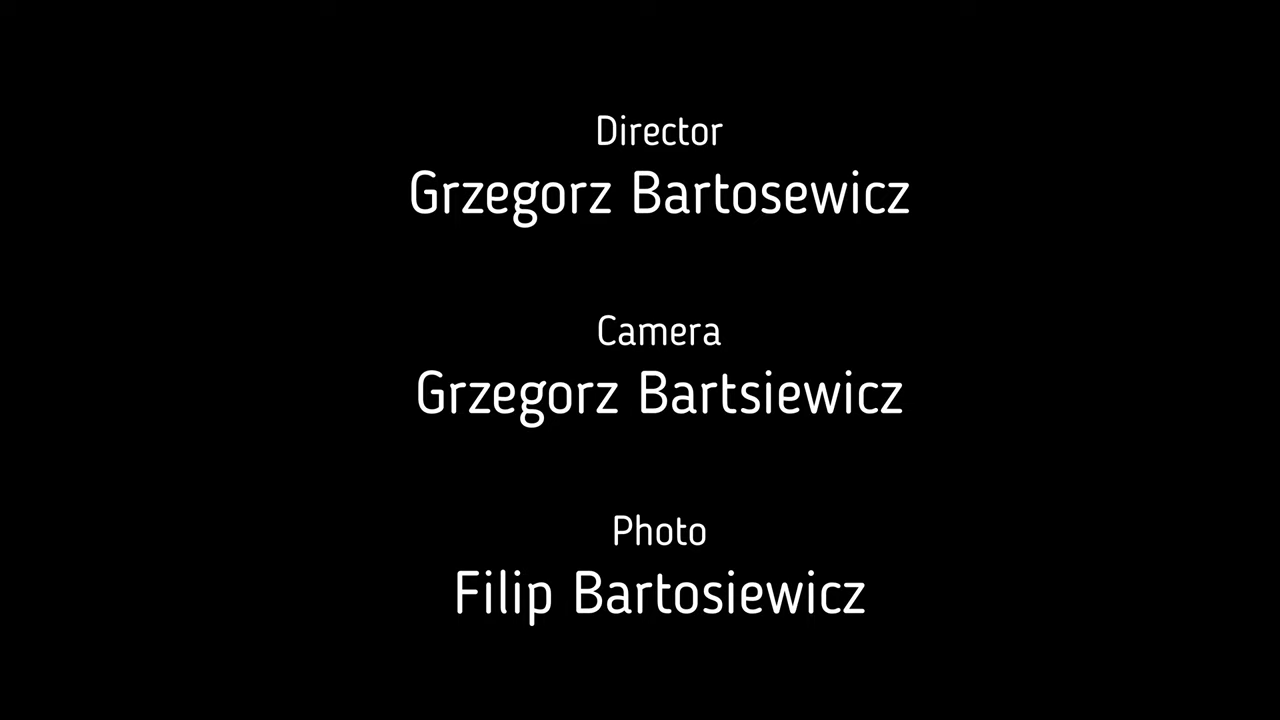 Director
Grzegorz Bartosewicz
Camera
Grzegorz Bartsiewicz
Photo
Filip Bartosiewicz